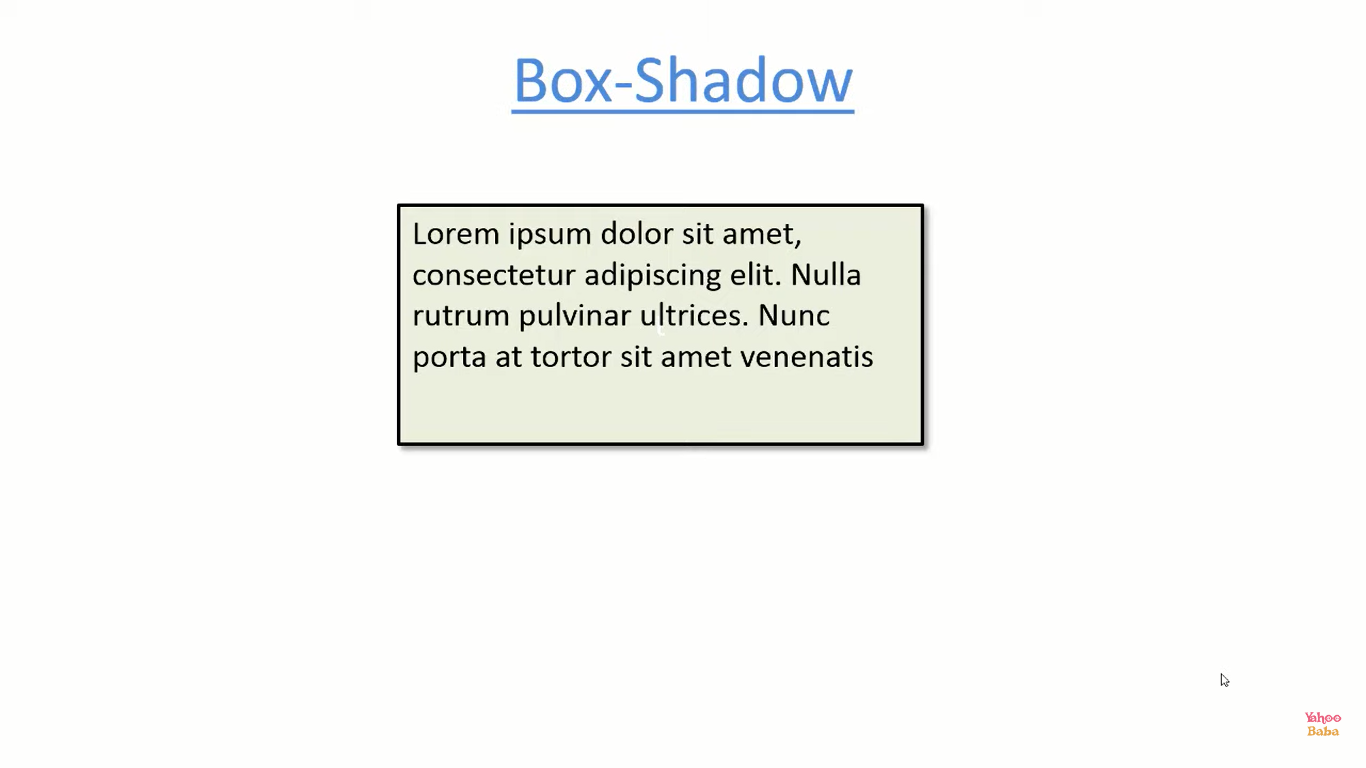 Box-Shadow
Lorem ipsum dolor sit amet,
consectetur adipiscing elit. Nulla
rutrum pulvinar ultrices. Nunc
porta at tortor sit amet venenatis
Yahoo
Baba